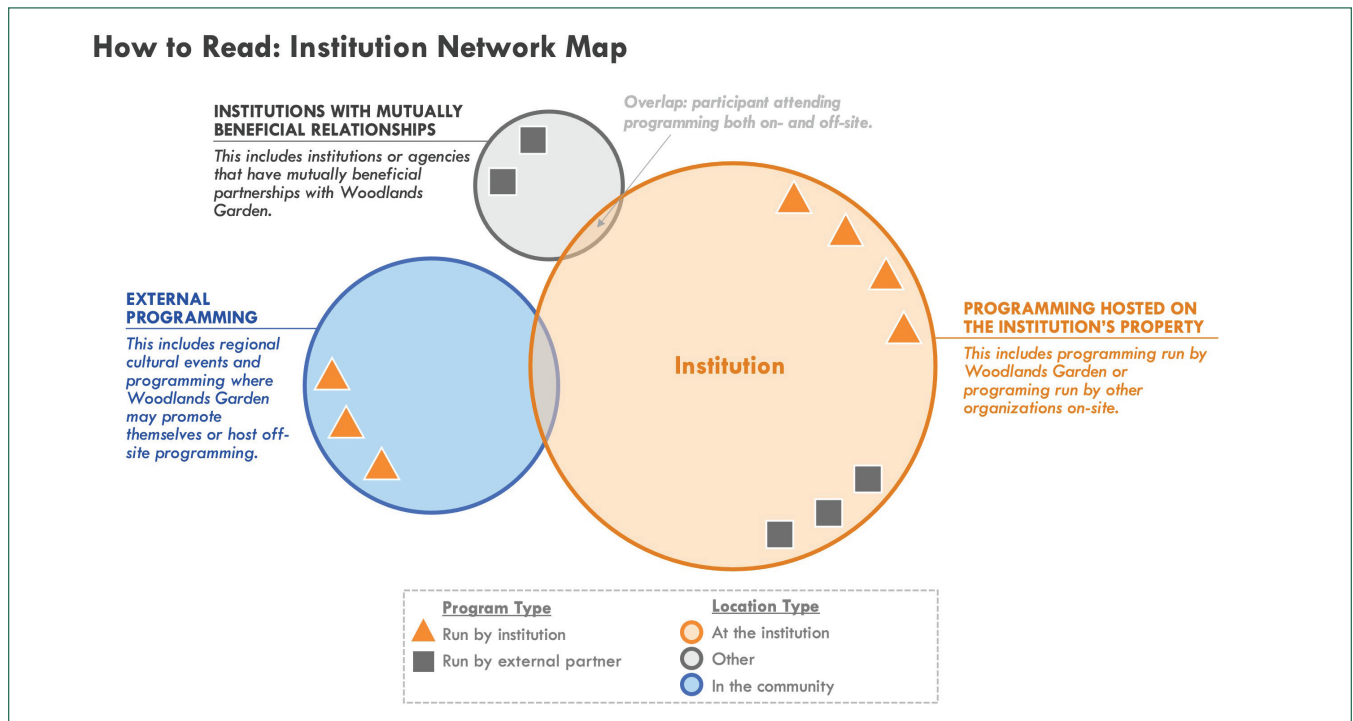 How to Read: Institution Network Map
INSTITUTIONS WITH MUTUALLY
BENEFICIAL RELATIONSHIPS
This includes institutions or agencies
that have mutually beneficial
partnerships with Woodlands
Garden.
Overlap: participant attending
programming both on- and off-site.
EXTERNAL
PROGRAMMING
This includes regional
cultural events and
programming where
Woodlands Garden
may promote
themselves or host off-
site programming.
Institution
PROGRAMMING HOSTED ON
THE INSTITUTION'S PROPERTY
This includes programming run by
Woodlands Garden or
programing run by other
organizations on-site.
Program Type
Run by institution
Run by external partner
Location Type
At the institution
Other
In the community